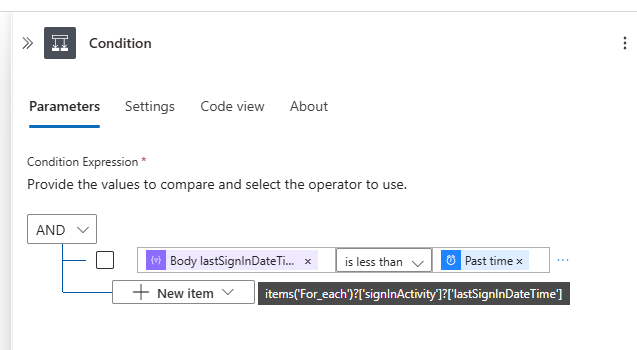 Condition
Parameters Settings Code view About
Condition Expression *
Provide the values to compare and select the operator to use.
AND
Body lastSignInDateTi... × is less than Past time × ...
New item items('For_each')?['signInActivity']?['lastSignInDateTime']